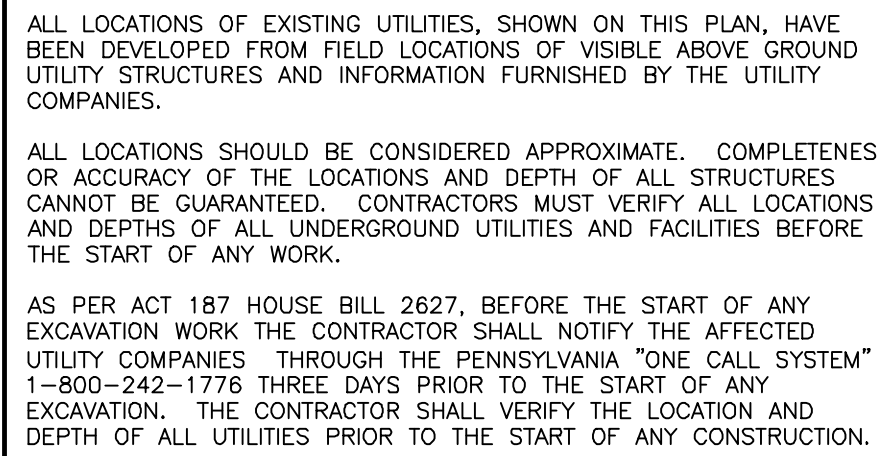 ALL LOCATIONS OF EXISTING UTILITIES, SHOWN ON THIS PLAN, HAVE
BEEN DEVELOPED FROM FIELD LOCATIONS OF VISIBLE ABOVE GROUND
UTILITY STRUCTURES AND INFORMATION FURNISHED BY THE UTILITY
COMPANIES.
ALL LOCATIONS SHOULD BE CONSIDERED APPROXIMATE. COMPLETENES
OR ACCURACY OF THE LOCATIONS AND DEPTH OF ALL STRUCTURES
CANNOT BE GUARANTEED. CONTRACTORS MUST VERIFY ALL LOCATIONS
AND DEPTHS OF ALL UNDERGROUND UTILITIES AND FACILITIES BEFORE
THE START OF ANY WORK.
AS PER ACT 187 HOUSE BILL 2627, BEFORE THE START OF ANY
EXCAVATION WORK THE CONTRACTOR SHALL NOTIFY THE AFFECTED
UTILITY COMPANIES THROUGH THE PENNSYLVANIA "ONE CALL SYSTEM"
1-800-242-1776 THREE DAYS PRIOR TO THE START OF ANY
EXCAVATION. THE CONTRACTOR SHALL VERIFY THE LOCATION AND
DEPTH OF ALL UTILITIES PRIOR TO THE START OF ANY CONSTRUCTION.